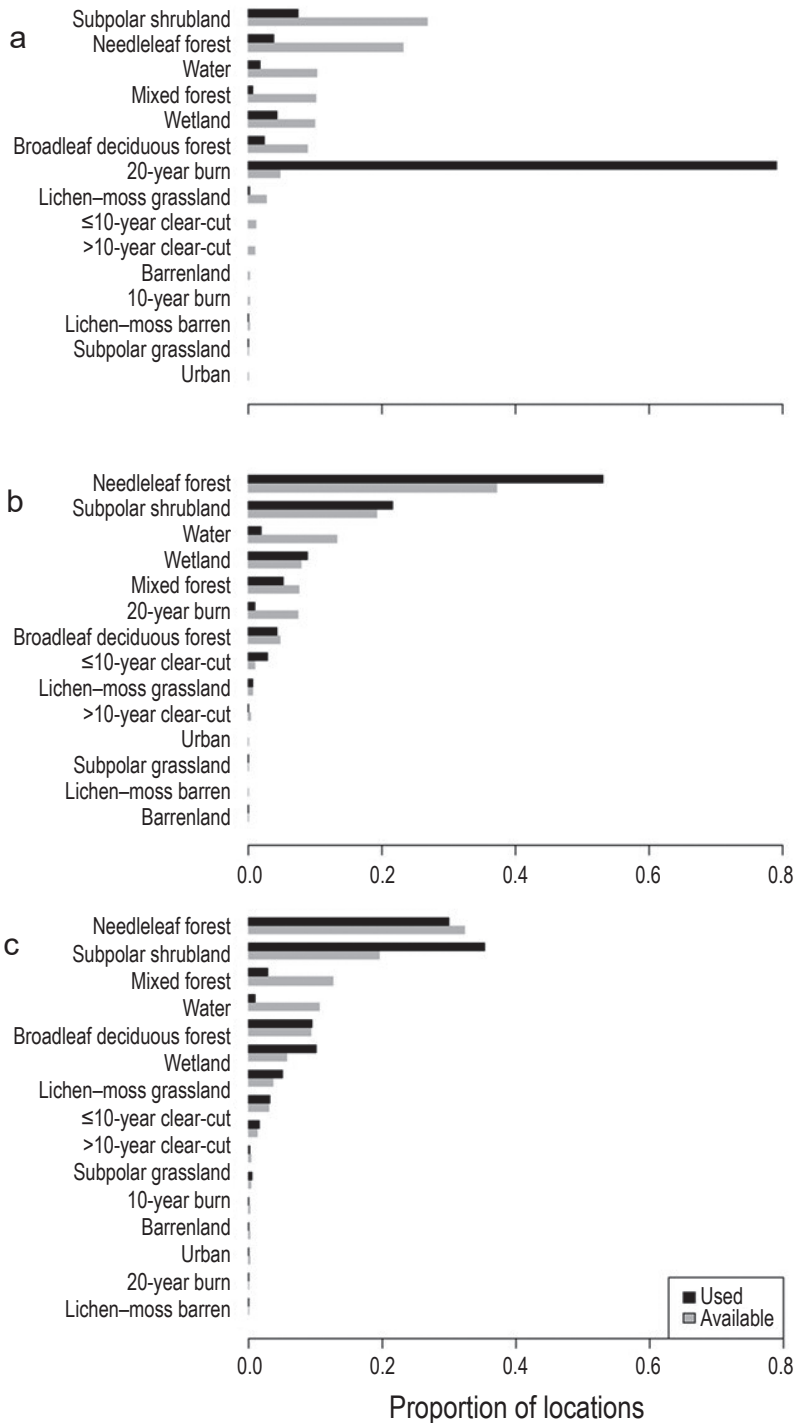 a
Subpolar shrubland
Needleleaf forest
Water
Mixed forest
Wetland
Broadleaf deciduous forest
20-year burn
Lichen–moss grassland
≤10-year clear-cut
>10-year clear-cut
Barrenland
10-year burn
Lichen–moss barren
Subpolar grassland
Urban
b
Needleleaf forest
Subpolar shrubland
Water
Wetland
Mixed forest
20-year burn
Broadleaf deciduous forest
≤10-year clear-cut
Lichen–moss grassland
>10-year clear-cut
Urban
Subpolar grassland
Lichen–moss barren
Barrenland
0.0 0.2 0.4 0.6 0.8
c
Needleleaf forest
Subpolar shrubland
Mixed forest
Water
Broadleaf deciduous forest
Wetland
Lichen–moss grassland
≤10-year clear-cut
>10-year clear-cut
Subpolar grassland
10-year burn
Barrenland
Urban
20-year burn
Lichen–moss barren
Used
Available
0.0 0.2 0.4 0.6 0.8
Proportion of locations